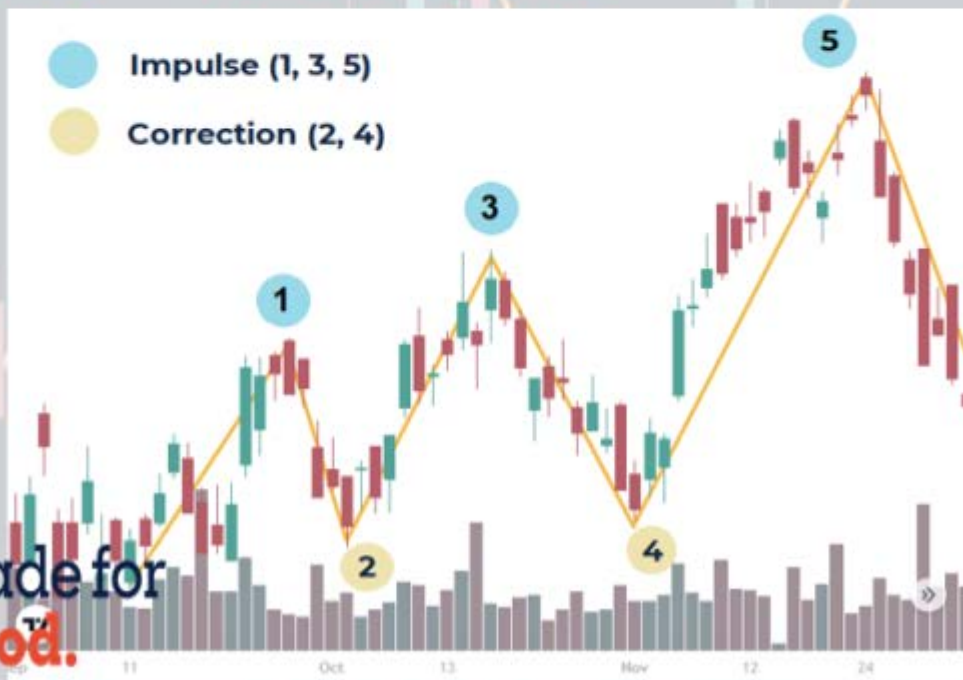 5
Impulse (1, 3, 5)
Correction (2, 4)
3
1
4
2
ade for
od.
11
Oct
13
Nov
12
24